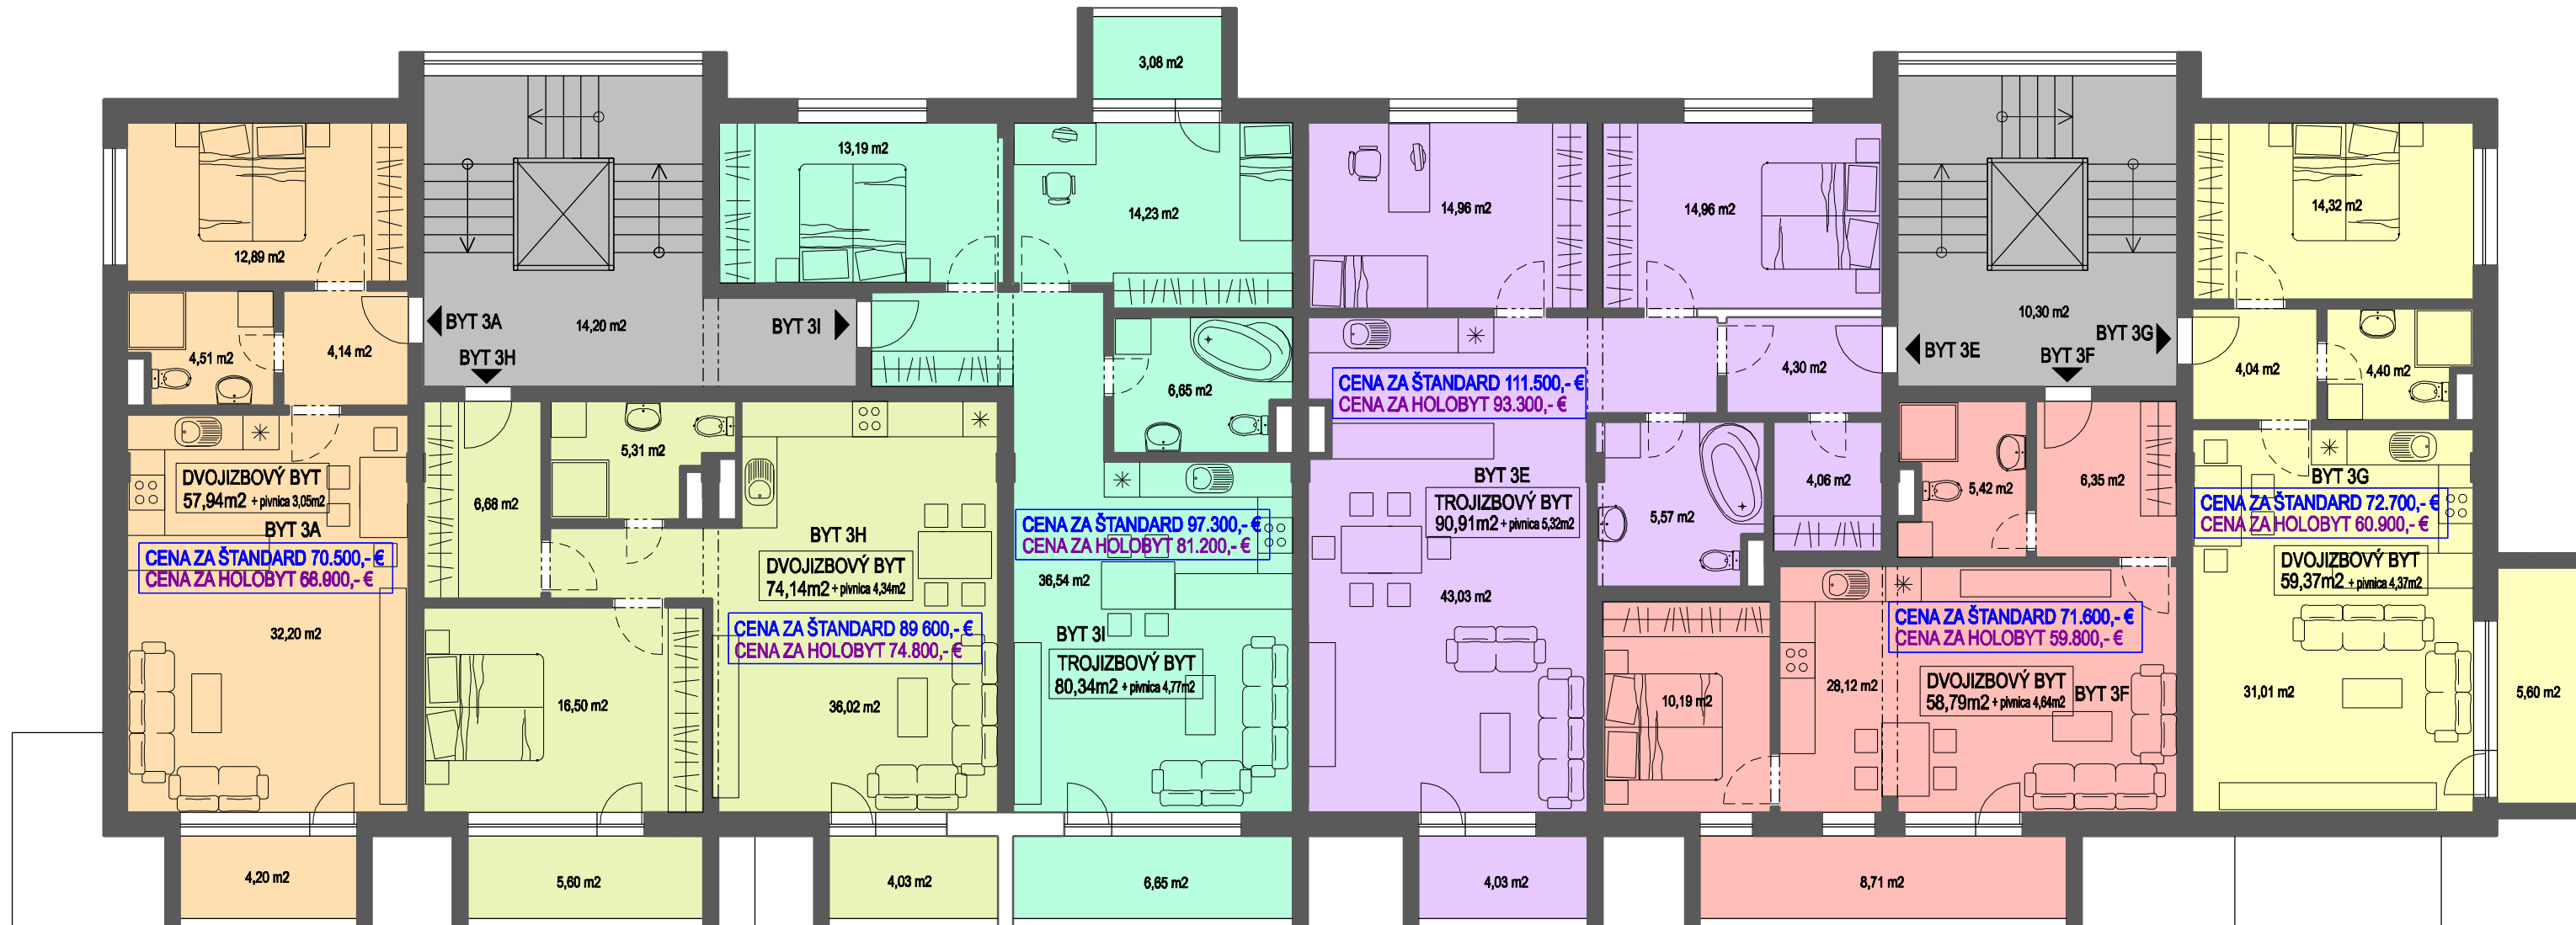 3,08 m2
12,89 m2
4,51 m2
4,14 m2
BYT 3A
14,20 m2
BYT 3I
BYT 3H
13,19 m2
14,23 m2
6,65 m2
14,96 m2
14,96 m2
4,30 m2
BYT 3E
10,30 m2
BYT 3F
BYT 3G
14,32 m2
4,04 m2
4,40 m2
DVOJIZBOVÝ BYT
57,94m2 + pivnica 3,05m2
BYT 3A
CENA ZA ŠTANDARD 70.500,- €
CENA ZA HOLOBYT 68.900,- €
32,20 m2
4,20 m2
6,68 m2
5,31 m2
BYT 3H
DVOJIZBOVÝ BYT
74,14m2 + pivnica 4,34m2
CENA ZA ŠTANDARD 89 600,- €
CENA ZA HOLOBYT 74.800,- €
16,50 m2
36,02 m2
5,60 m2
4,03 m2
CENA ZA ŠTANDARD 97.300,- €
CENA ZA HOLOBYT 81.200,- €
36,54 m2
BYT 3I
TROJIZBOVÝ BYT
80,34m2 + pivnica 4,77m2
6,65 m2
CENA ZA ŠTANDARD 111.500,- €
CENA ZA HOLOBYT 93.300,- €
BYT 3E
TROJIZBOVÝ BYT
90,91m2 + pivnica 5,32m2
43,03 m2
5,57 m2
4,06 m2
4,03 m2
5,42 m2
6,35 m2
CENA ZA ŠTANDARD 71.600,- €
CENA ZA HOLOBYT 59.800,- €
10,19 m2
28,12 m2
DVOJIZBOVÝ BYT
58,79m2 + pivnica 4,64m2
BYT 3F
8,71 m2
BYT 3G
CENA ZA ŠTANDARD 72.700,- €
CENA ZA HOLOBYT 60.900,- €
DVOJIZBOVÝ BYT
59,37m2 + pivnica 4,37m2
31,01 m2
5,60 m2